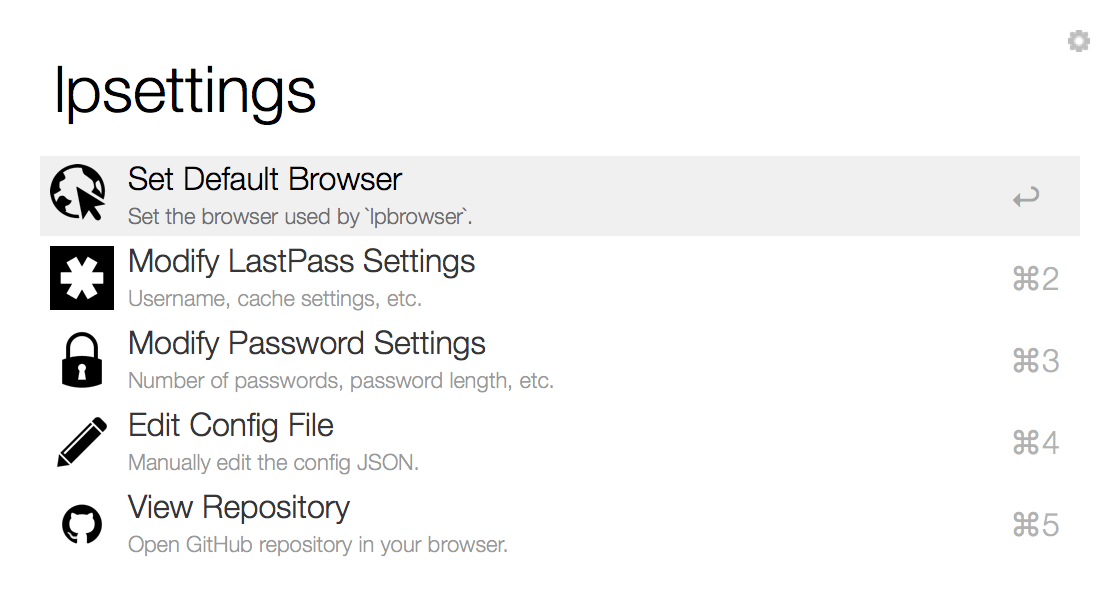 lpsettings
Set Default Browser
↩
Set the browser used by `lpbrowser`.
Modify LastPass Settings
⌘2
Username, cache settings, etc.
Modify Password Settings
⌘3
Number of passwords, password length, etc.
Edit Config File
⌘4
Manually edit the config JSON.
View Repository
⌘5
Open GitHub repository in your browser.